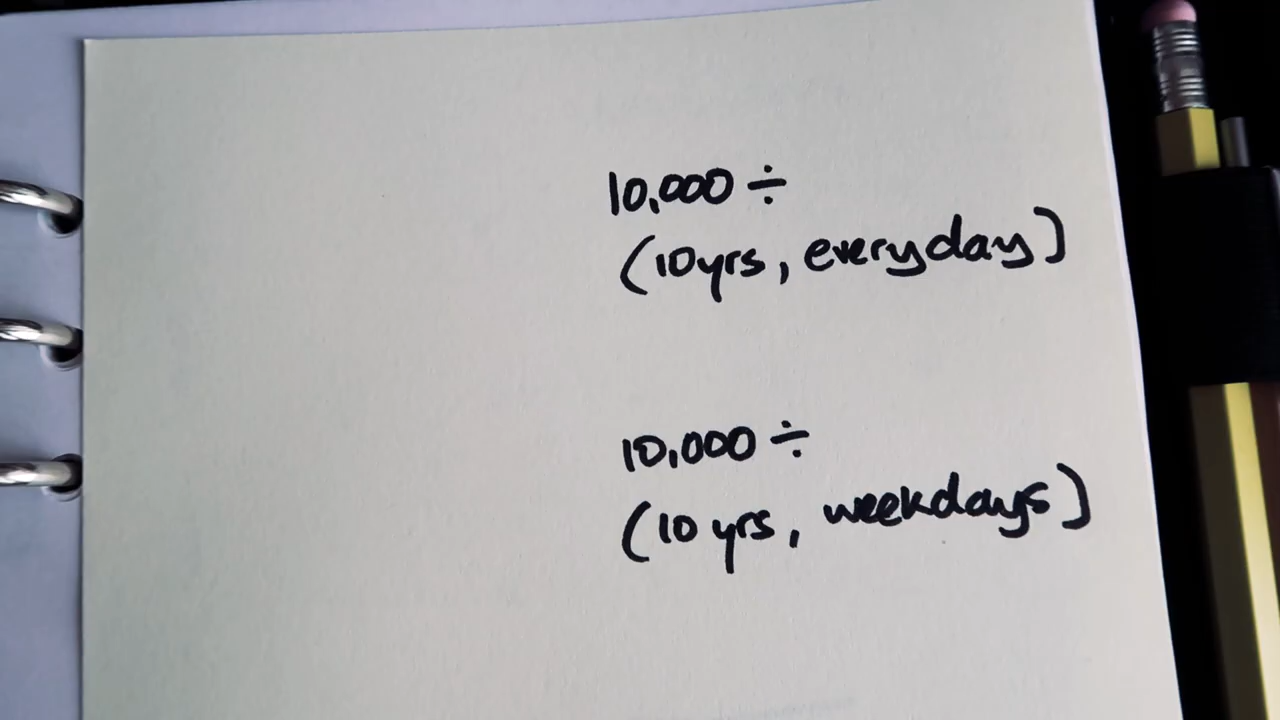 10,000 ÷
(10yrs, everyday)
10,000 ÷
(10 yrs, weekdays)